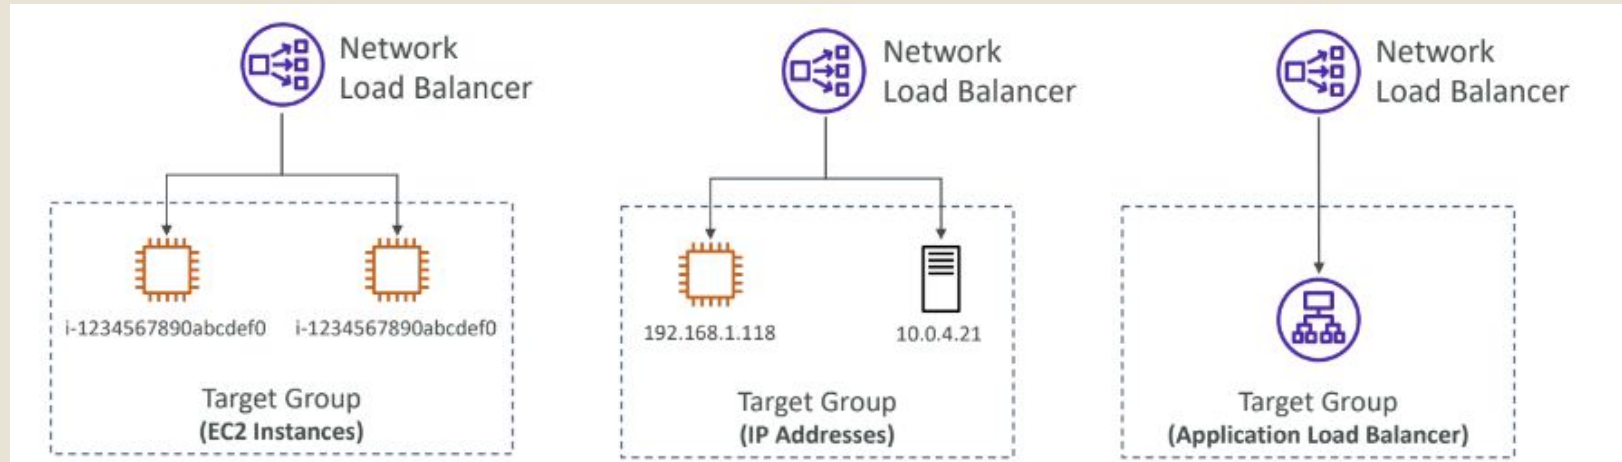 Network
Load Balancer
i-1234567890abcdef0
i-1234567890abcdef0
Target Group
(EC2 Instances)
Network
Load Balancer
192.168.1.118
10.0.4.21
Target Group
(IP Addresses)
Network
Load Balancer
Target Group
(Application Load Balancer)